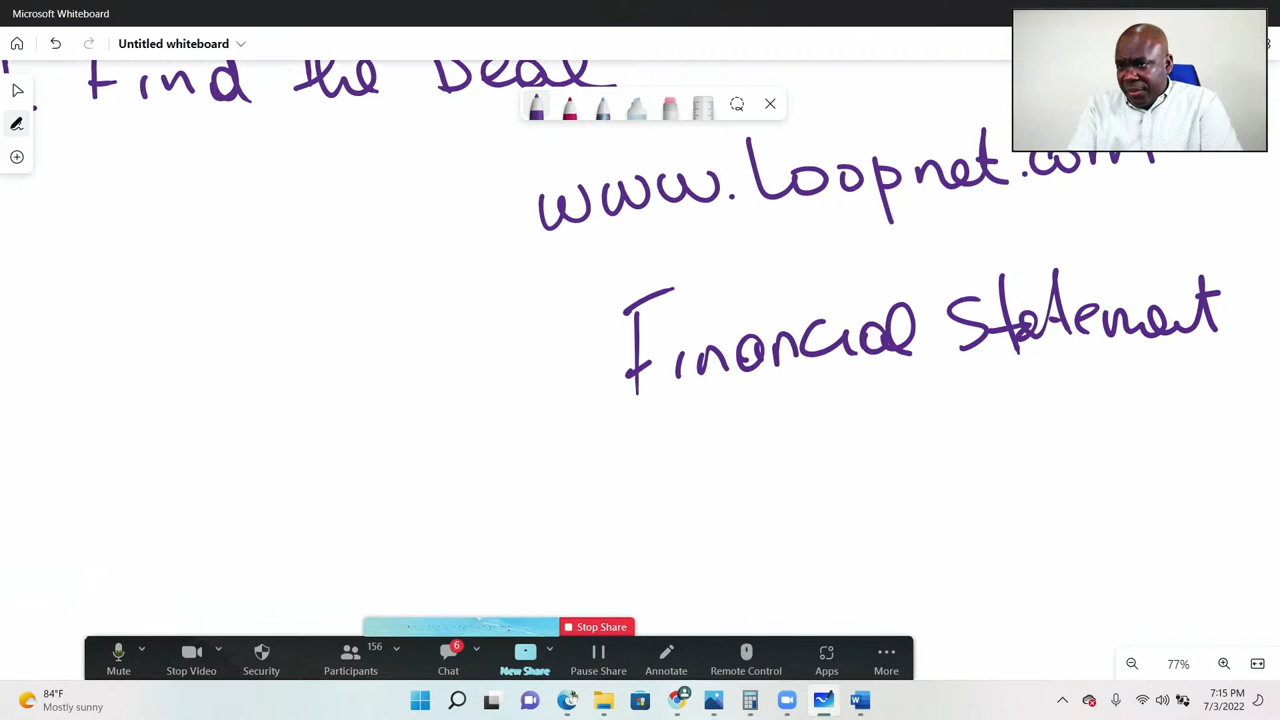 Microsoft Whiteboard
Untitled whiteboard
Find the Deal
www.loopnet.com
Financial Statement
Stop Share
156
6
Mute
Stop Video
Security
Participants
Chat
New Share
Pause Share
Annotate
Remote Control
Apps
More
77%
84°F
Mostly sunny
7:15 PM
7/3/2022